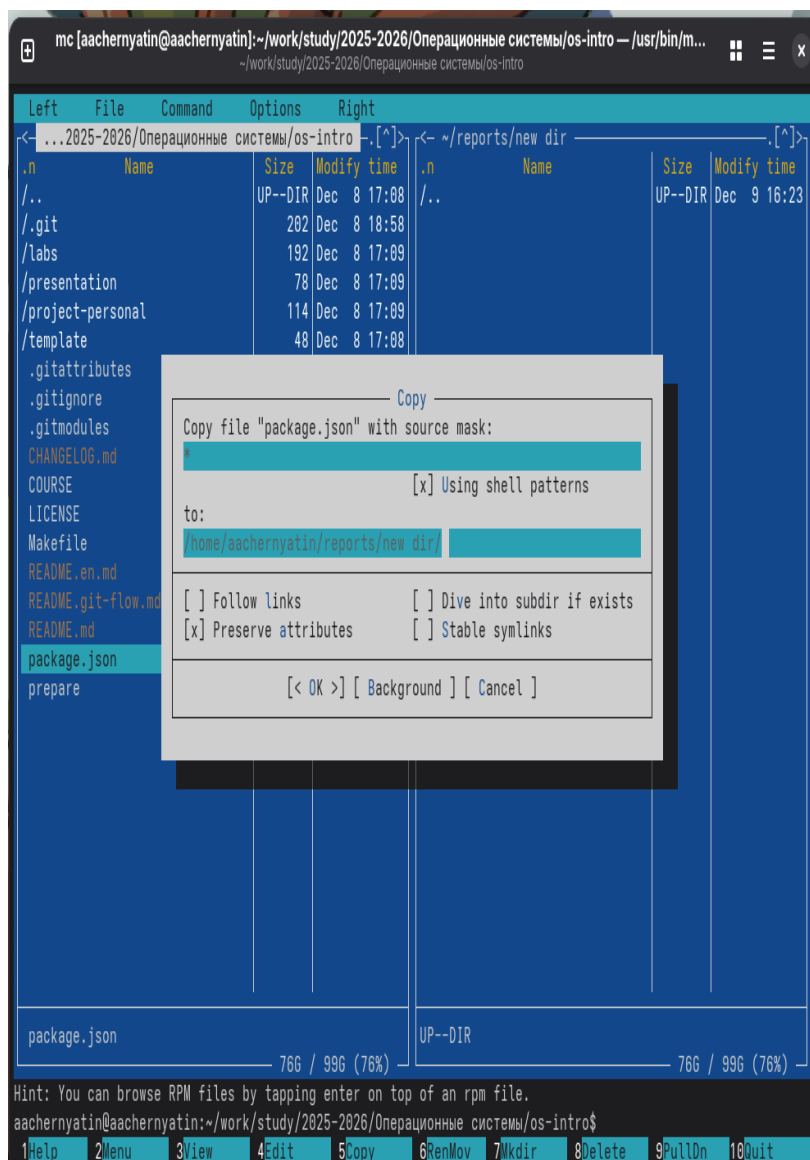 mc [aachernyatin@aachernyatin]:~/work/study/2025-2026/Операционные системы/os-intro — /usr/bin/m...
~/work/study/2025-2026/Операционные системы/os-intro
Left File Command Options Right
<─ ...2025-2026/Операционные системы/os-intro ─.[^]> <─ ~/reports/new dir ─.[^]>
.n Name Size Modify time .n Name Size Modify time
/.. UP--DIR Dec 8 17:08 /.. UP--DIR Dec 9 16:23
/.git 202 Dec 8 18:58
/labs 192 Dec 8 17:09
/presentation 78 Dec 8 17:09
/project-personal 114 Dec 8 17:09
/template 48 Dec 8 17:08
.gitattributes
.gitignore
.gitmodules
CHANGELOG.md
COURSE
LICENSE
Makefile
README.en.md
README.git-flow.md
README.md
package.json
prepare
Copy
Copy file "package.json" with source mask:
*
[x] Using shell patterns
to:
/home/aachernyatin/reports/new dir/
[ ] Follow links [ ] Dive into subdir if exists
[x] Preserve attributes [ ] Stable symlinks
[< OK >] [ Background ] [ Cancel ]
package.json UP--DIR
76G / 99G (76%) 76G / 99G (76%)
Hint: You can browse RPM files by tapping enter on top of an rpm file.
aachernyatin@aachernyatin:~/work/study/2025-2026/Операционные системы/os-intro$
1Help 2Menu 3View 4Edit 5Copy 6RenMov 7Mkdir 8Delete 9PullDn 10Quit